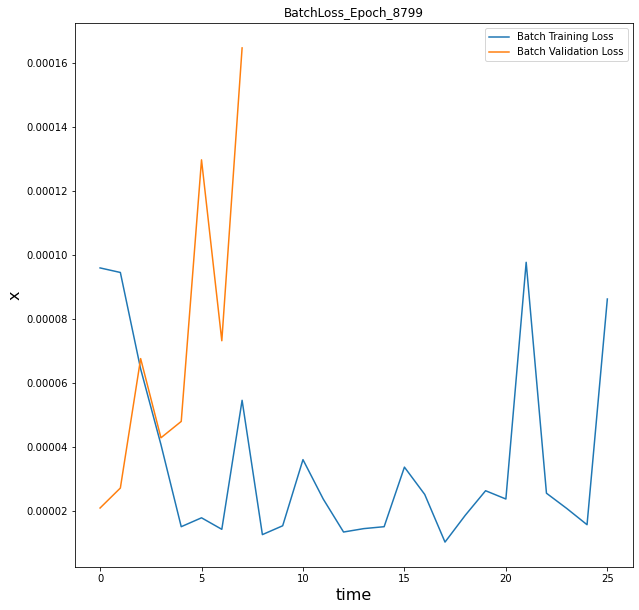 BatchLoss_Epoch_8799
Batch Training Loss
Batch Validation Loss
0.00016
0.00014
0.00012
0.00010
0.00008
0.00006
0.00004
0.00002
x
0 5 10 15 20 25
time